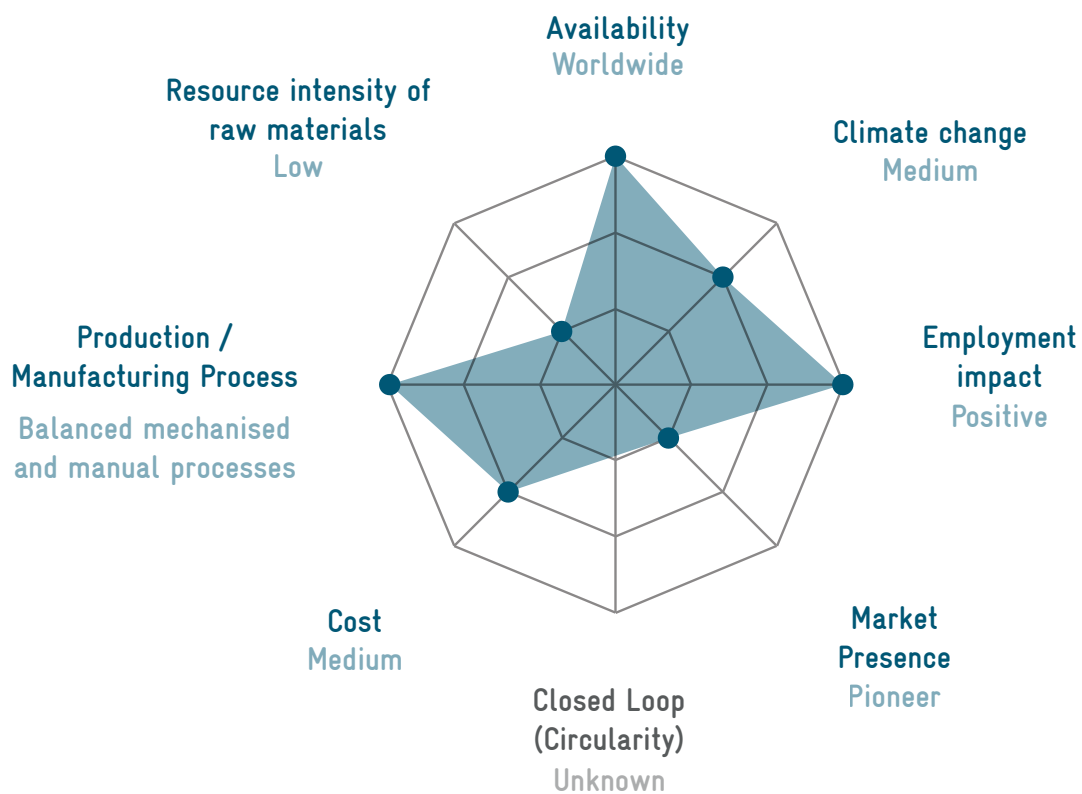 Availability
Worldwide
Resource intensity of
raw materials
Low
Climate change
Medium
Production /
Manufacturing Process
Balanced mechanised
and manual processes
Employment
impact
Positive
Cost
Medium
Market
Presence
Pioneer
Closed Loop
(Circularity)
Unknown